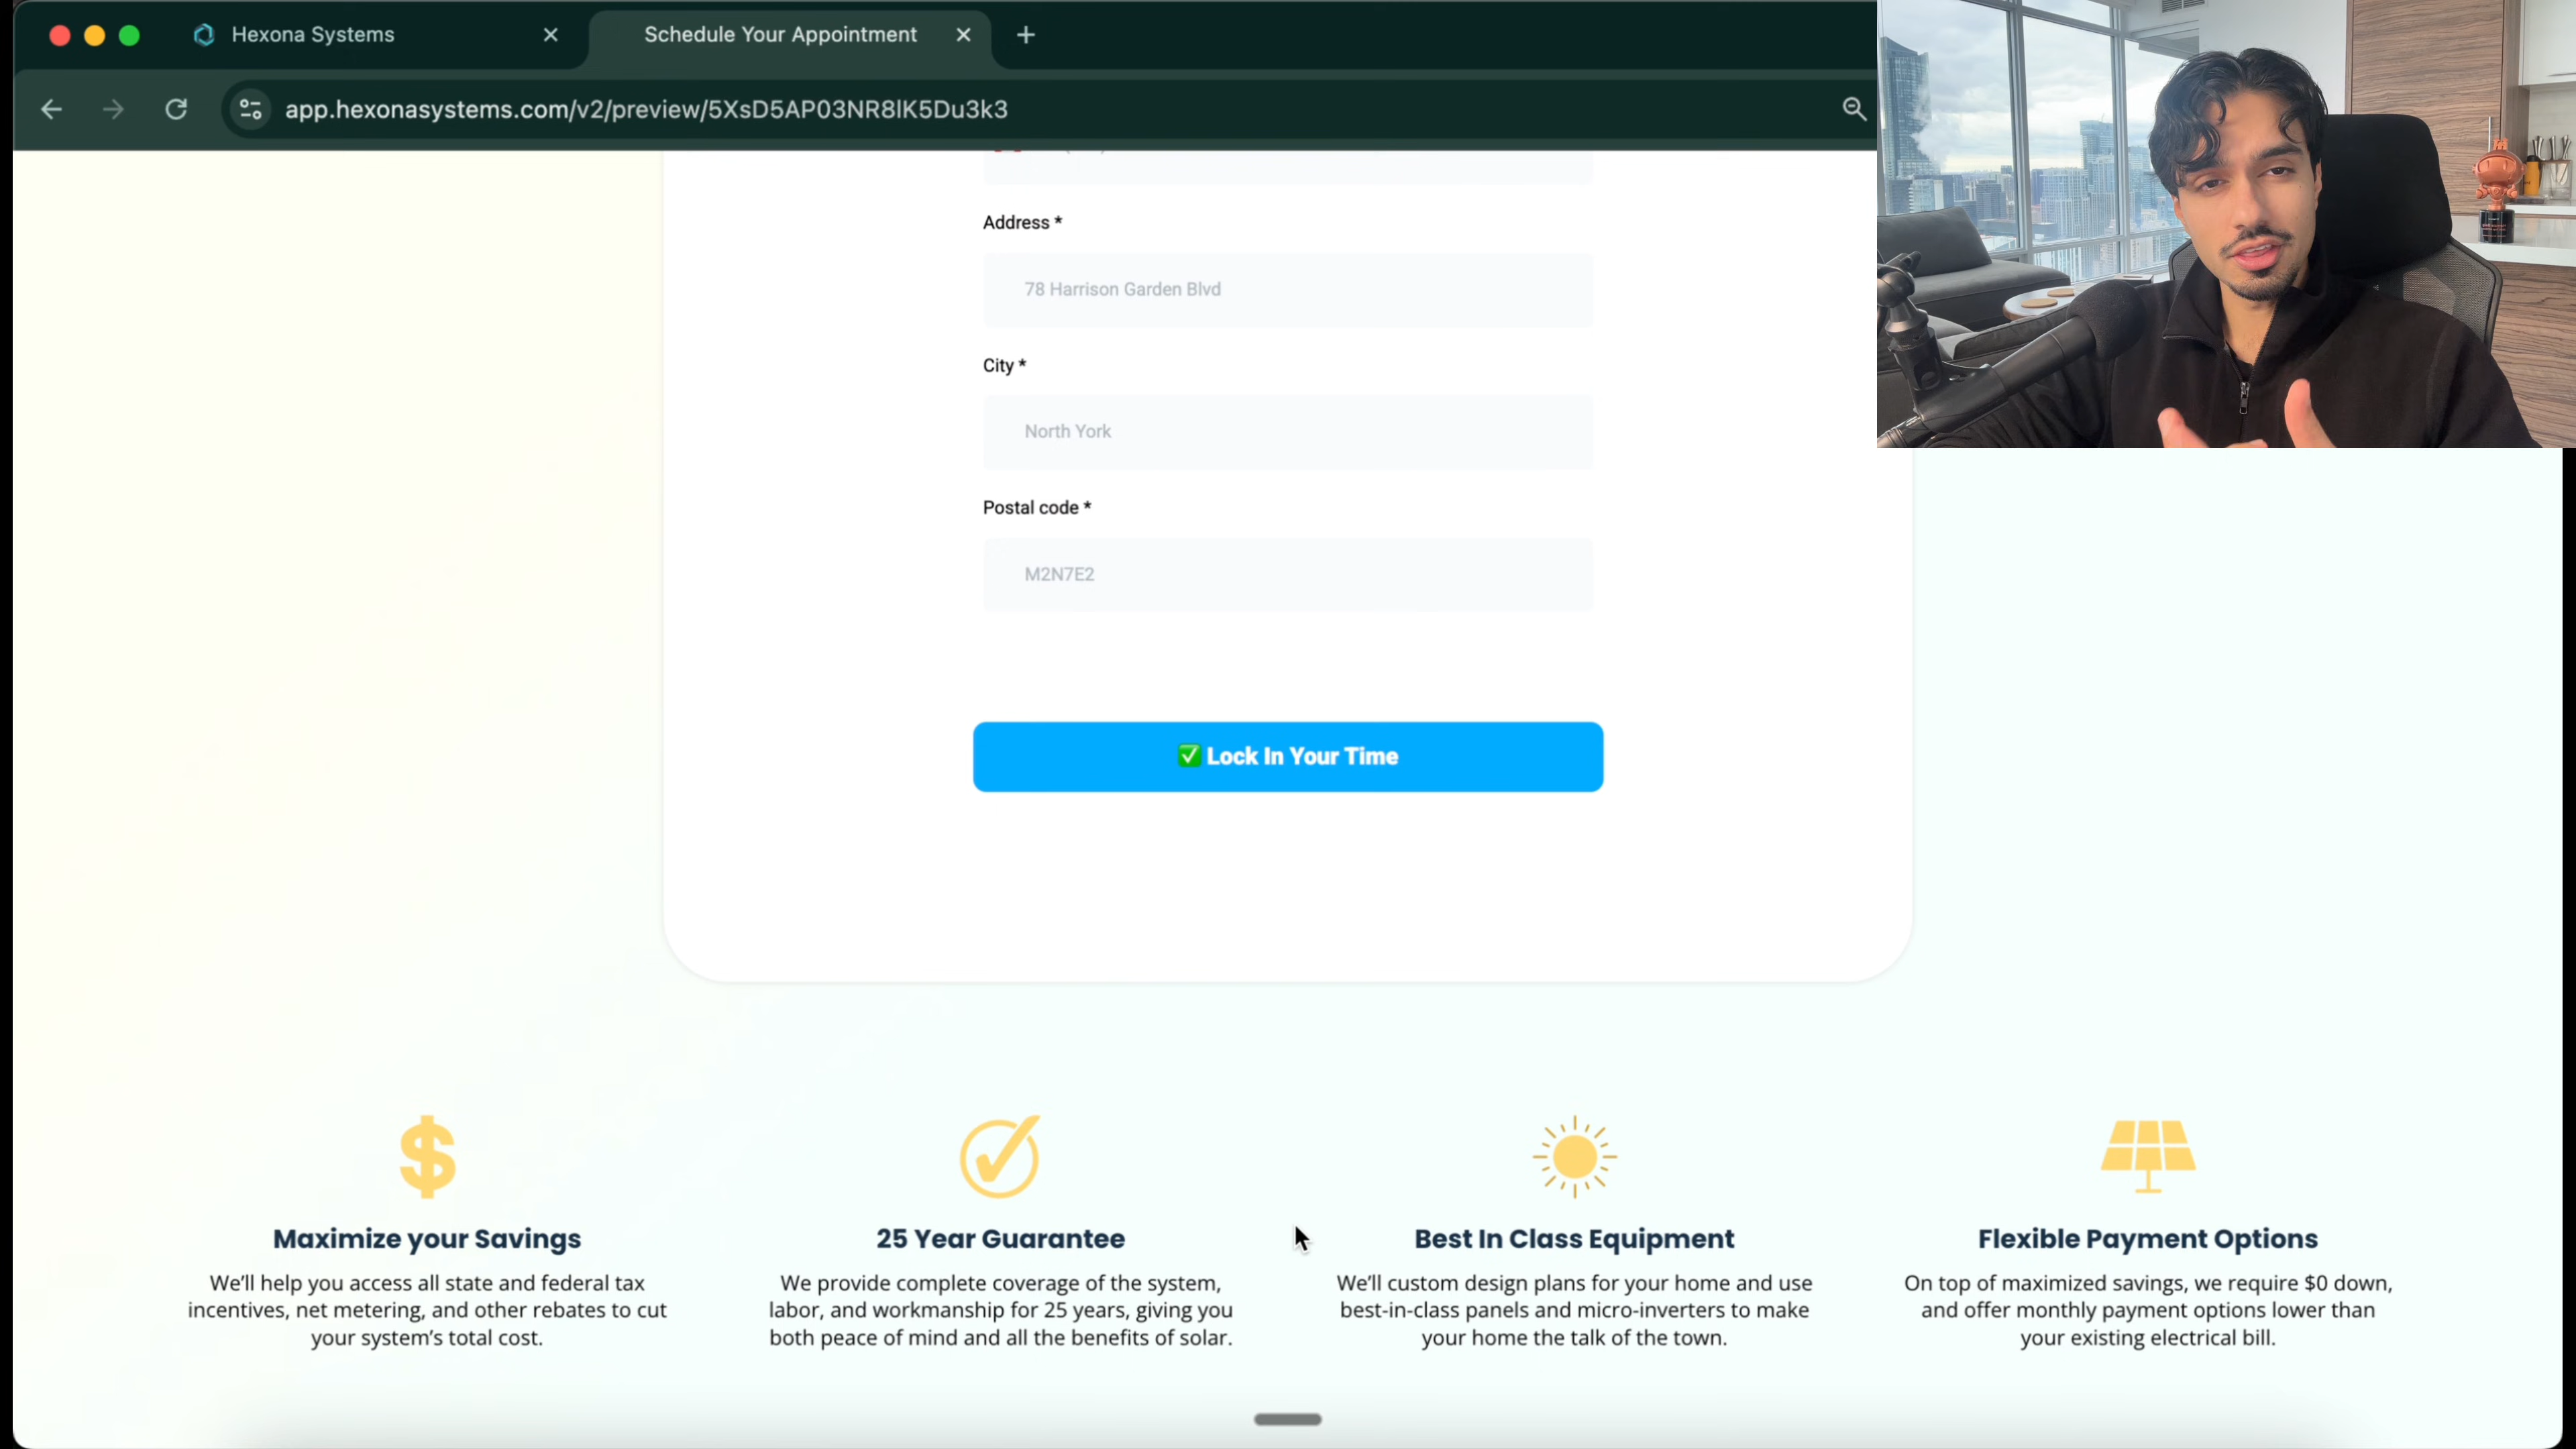 Hexona Systems
Schedule Your Appointment
app.hexonasystems.com/v2/preview/5XsD5AP03NR8lK5Du3k3
Address *
78 Harrison Garden Blvd
City *
North York
Postal code *
M2N7E2
✅ Lock In Your Time
Maximize your Savings
We'll help you access all state and federal tax
incentives, net metering, and other rebates to cut
your system's total cost.
25 Year Guarantee
We provide complete coverage of the system,
labor, and workmanship for 25 years, giving you
both peace of mind and all the benefits of solar.
Best In Class Equipment
We'll custom design plans for your home and use
best-in-class panels and micro-inverters to make
your home the talk of the town.
Flexible Payment Options
On top of maximized savings, we require $0 down,
and offer monthly payment options lower than
your existing electrical bill.